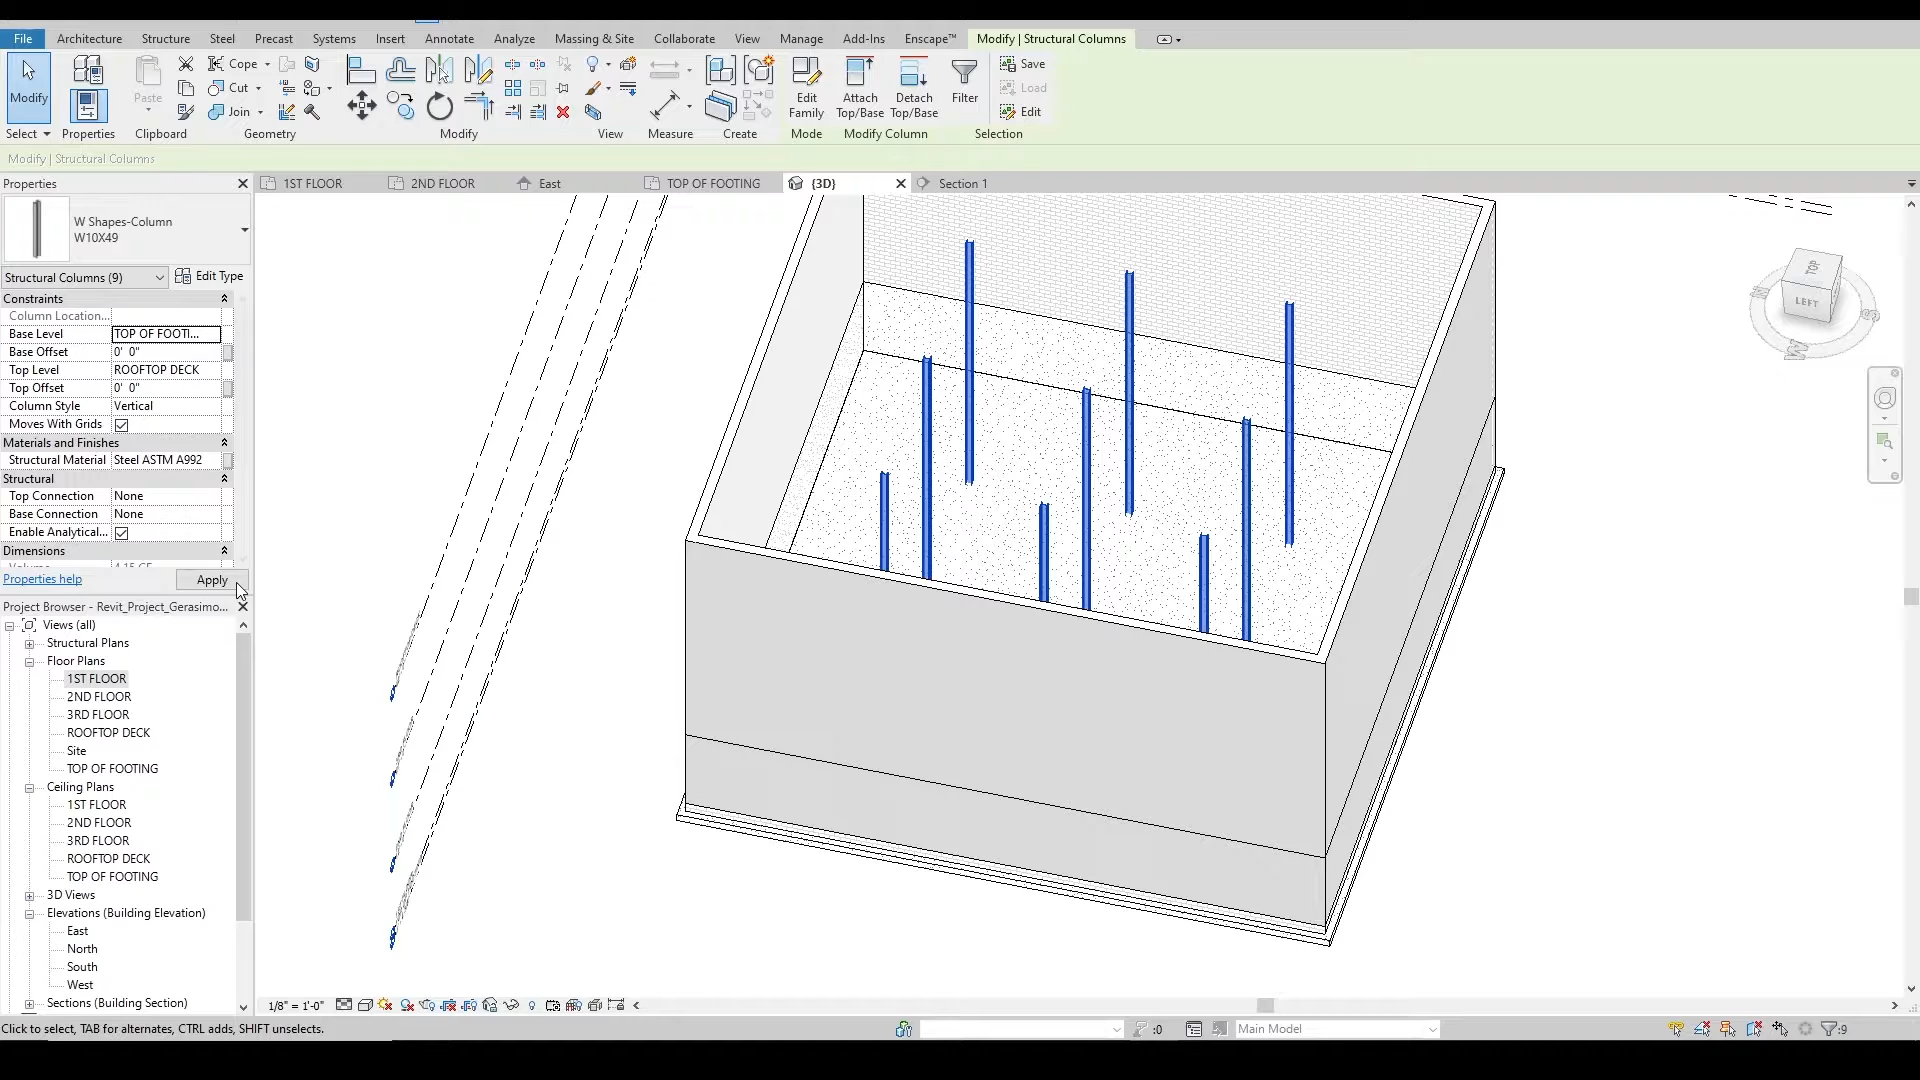 File Architecture Structure Steel Precast Systems Insert Annotate Analyze Massing & Site Collaborate View Manage Add-Ins Enscape™ Modify | Structural Columns
Modify
Paste
Cope
Cut
Join
Edit Family
Attach Top/Base
Detach Top/Base
Filter
Save
Load
Edit
Select Properties Clipboard Geometry Modify View Measure Create Mode Modify Column Selection
Modify | Structural Columns
Properties
1ST FLOOR 2ND FLOOR East TOP OF FOOTING {3D} Section 1
W Shapes-Column
W10X49
Structural Columns (9) Edit Type
Constraints
Column Location...
Base Level TOP OF FOOTI...
Base Offset 0' 0"
Top Level ROOFTOP DECK
Top Offset 0' 0"
Column Style Vertical
Moves With Grids
Materials and Finishes
Structural Material Steel ASTM A992
Structural
Top Connection None
Base Connection None
Enable Analytical...
Dimensions
Properties help Apply
Project Browser - Revit_Project_Gerasimo...
Views (all)
Structural Plans
Floor Plans
1ST FLOOR
2ND FLOOR
3RD FLOOR
ROOFTOP DECK
Site
TOP OF FOOTING
Ceiling Plans
1ST FLOOR
2ND FLOOR
3RD FLOOR
ROOFTOP DECK
TOP OF FOOTING
3D Views
Elevations (Building Elevation)
East
North
South
West
Sections (Building Section)
TOP
LEFT
W
S
1/8" = 1'-0"
Click to select, TAB for alternates, CTRL adds, SHIFT unselects.
:0
Main Model
:9